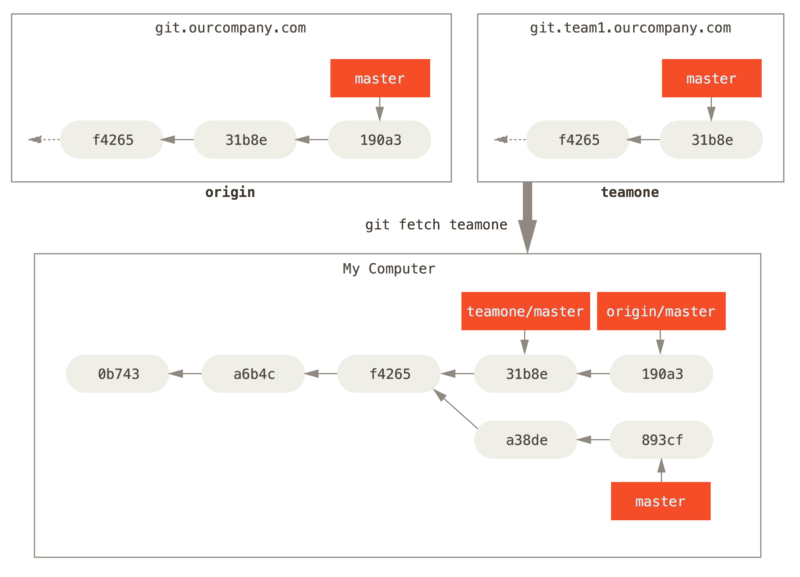 git.ourcompany.com
master
f4265
31b8e
190a3
origin
git.team1.ourcompany.com
master
f4265
31b8e
teamone
git fetch teamone
My Computer
teamone/master
origin/master
0b743
a6b4c
f4265
31b8e
190a3
a38de
893cf
master